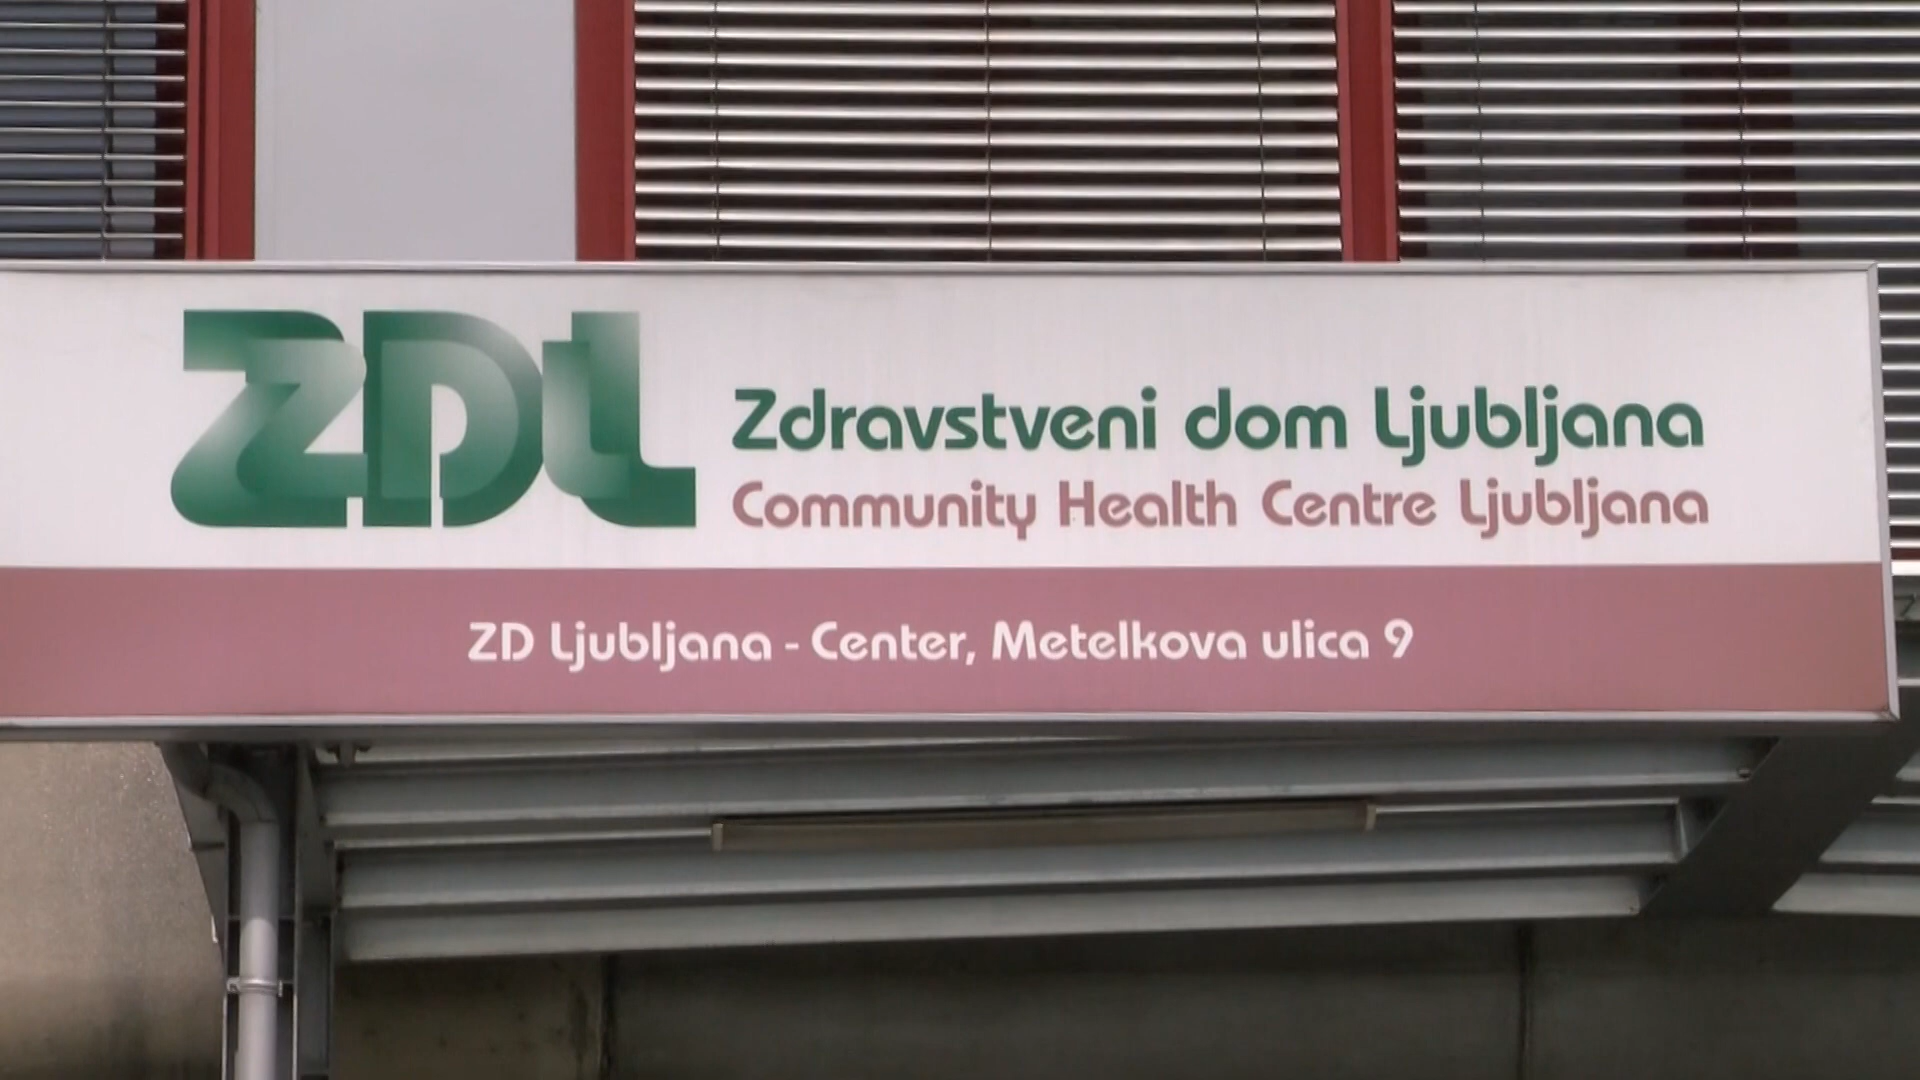 ZDL
Zdravstveni dom Ljubljana
Community Health Centre Ljubljana
ZD Ljubljana - Center, Metelkova ulica 9